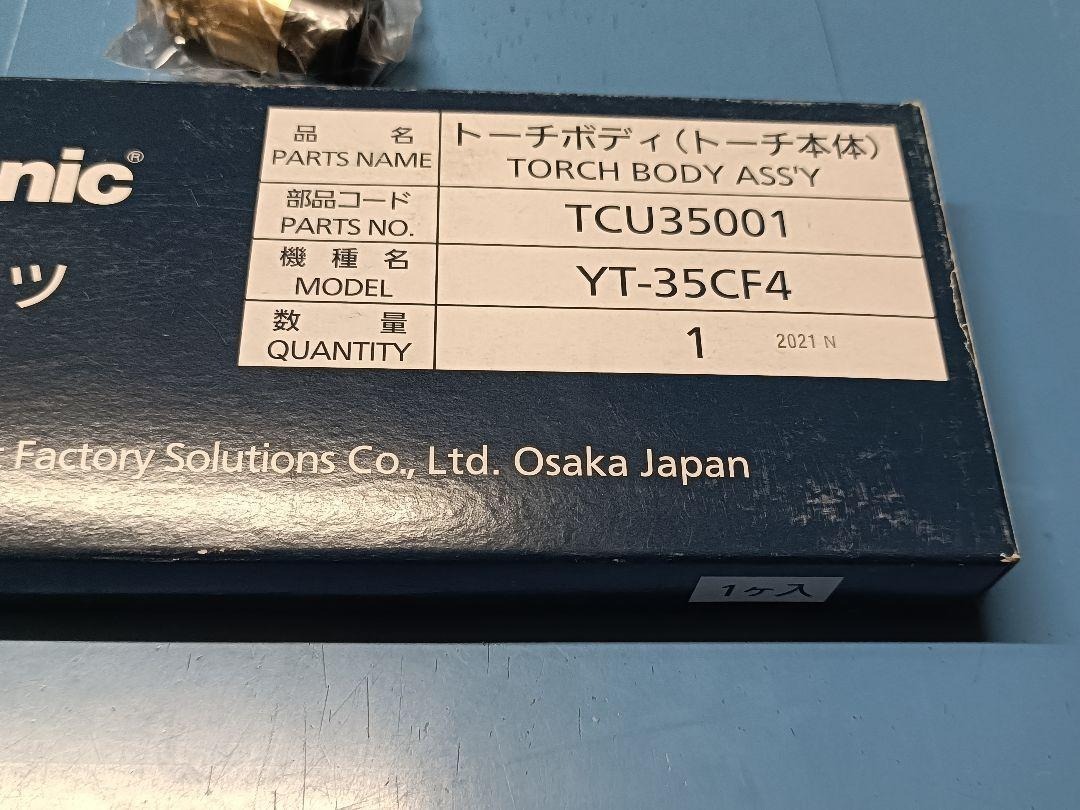 nic®
ッ
品名 トーチボディ(トーチ本体)
PARTS NAME TORCH BODY ASS'Y
部品コード
PARTS NO. TCU35001
機種名
MODEL YT-35CF4
数量
QUANTITY 1 2021 N
Factory Solutions Co., Ltd. Osaka Japan
1ヶ入